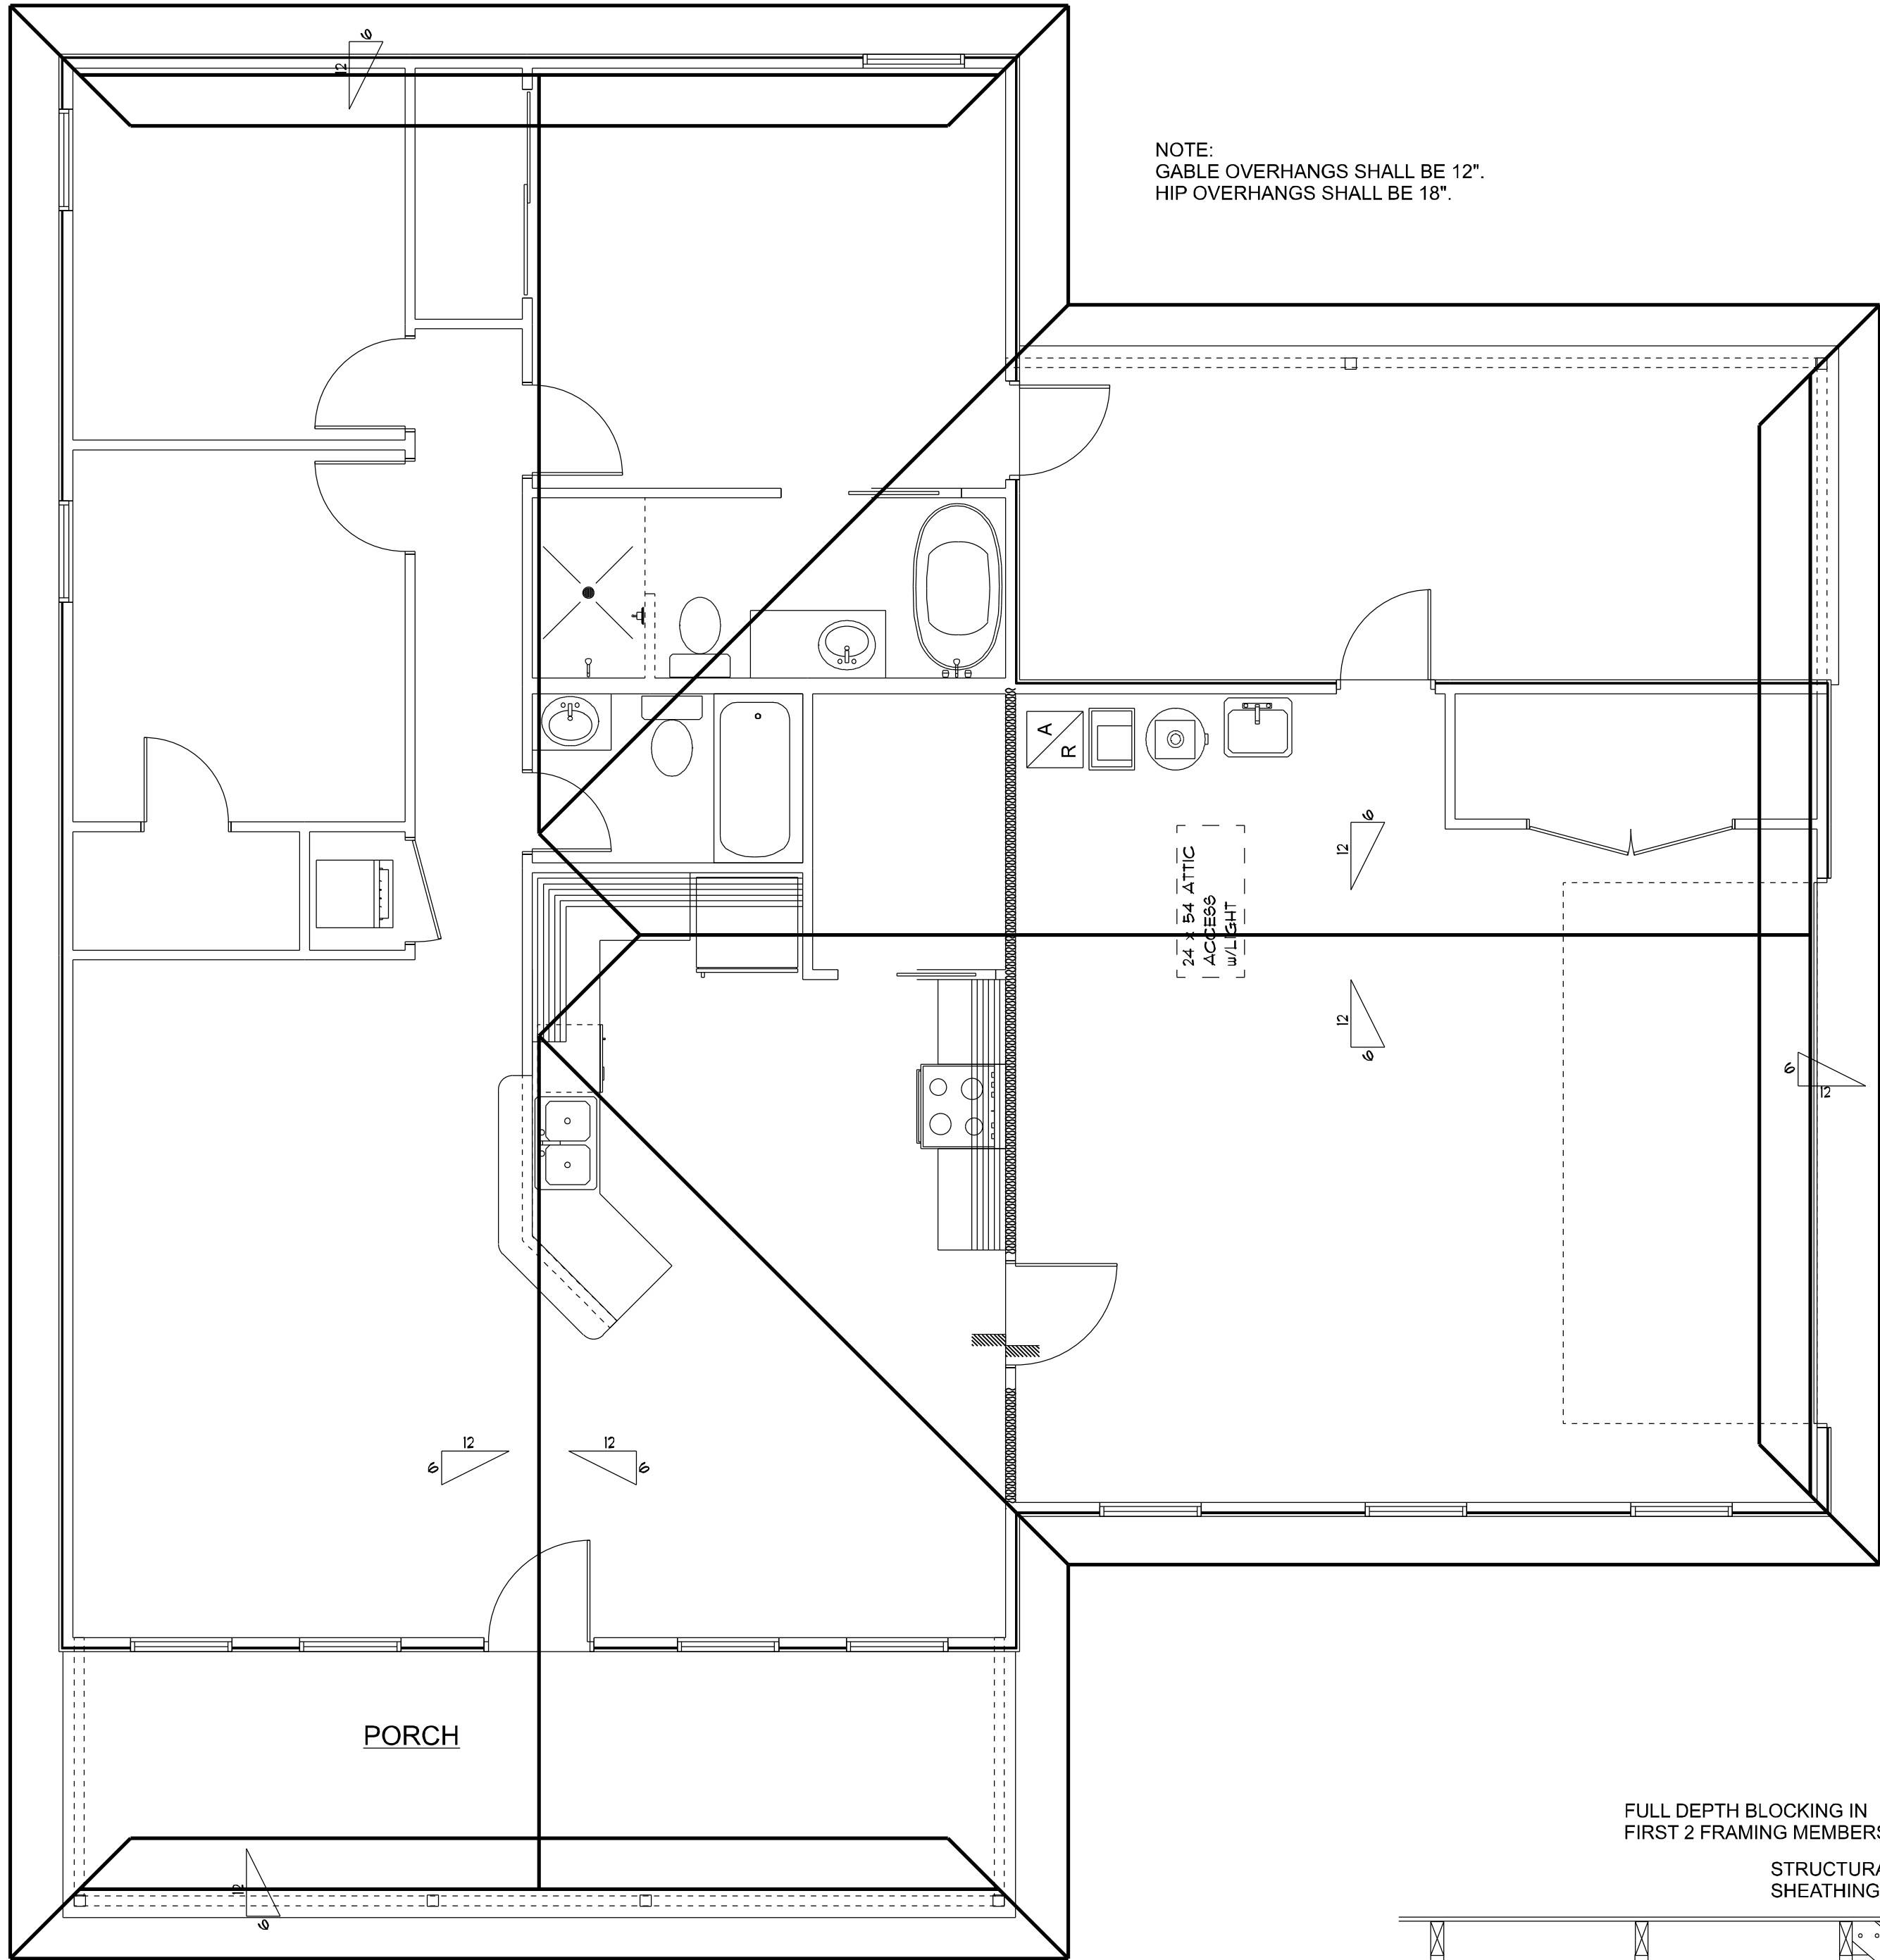 6
12
NOTE:
GABLE OVERHANGS SHALL BE 12".
HIP OVERHANGS SHALL BE 18".
A
R
24 x 54 ATTIC
ACCESS
w/LIGHT
6
12
12
6
6
12
12
6
12
6
PORCH
12
6
FULL DEPTH BLOCKING IN
FIRST 2 FRAMING MEMBERS
STRUCTURA
SHEATHING